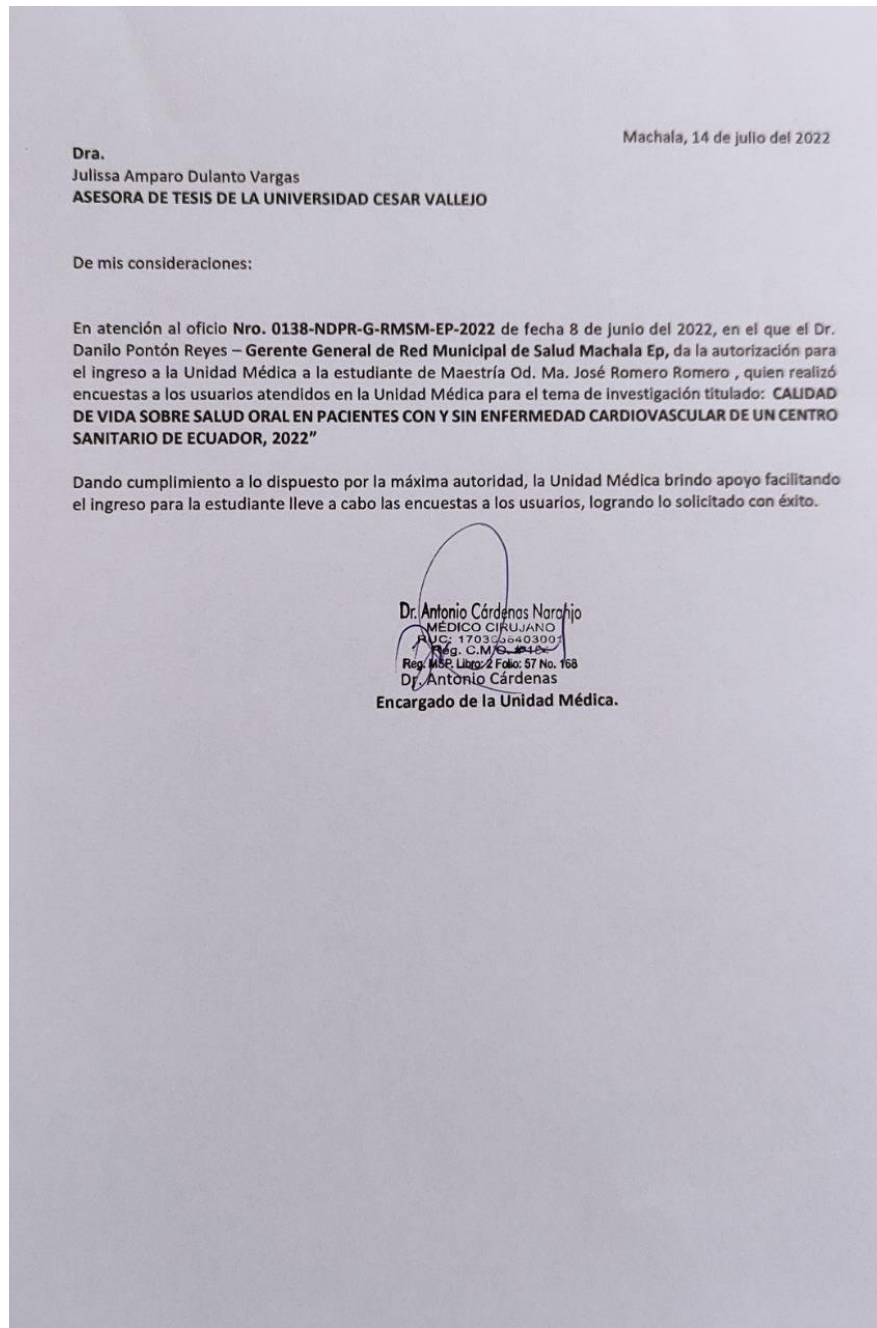 Machala, 14 de julio del 2022
Dra.
Julissa Amparo Dulanto Vargas
ASESORA DE TESIS DE LA UNIVERSIDAD CESAR VALLEJO
De mis consideraciones:
En atención al oficio Nro. 0138-NDPR-G-RMSM-EP-2022 de fecha 8 de junio del 2022, en el que el Dr.
Danilo Pontón Reyes – Gerente General de Red Municipal de Salud Machala Ep, da la autorización para
el ingreso a la Unidad Médica a la estudiante de Maestría Od. Ma. José Romero Romero , quien realizó
encuestas a los usuarios atendidos en la Unidad Médica para el tema de investigación titulado: CALIDAD
DE VIDA SOBRE SALUD ORAL EN PACIENTES CON Y SIN ENFERMEDAD CARDIOVASCULAR DE UN CENTRO
SANITARIO DE ECUADOR, 2022”
Dando cumplimiento a lo dispuesto por la máxima autoridad, la Unidad Médica brindo apoyo facilitando
el ingreso para la estudiante lleve a cabo las encuestas a los usuarios, logrando lo solicitado con éxito.
Dr. Antonio Cárdenas Naranjo
MÉDICO CIRUJANO
RUC:
Reg.
Reg. MSP. Libro: 2 Folio: 57 No. 168
Dr. Antonio Cárdenas
Encargado de la Unidad Médica.